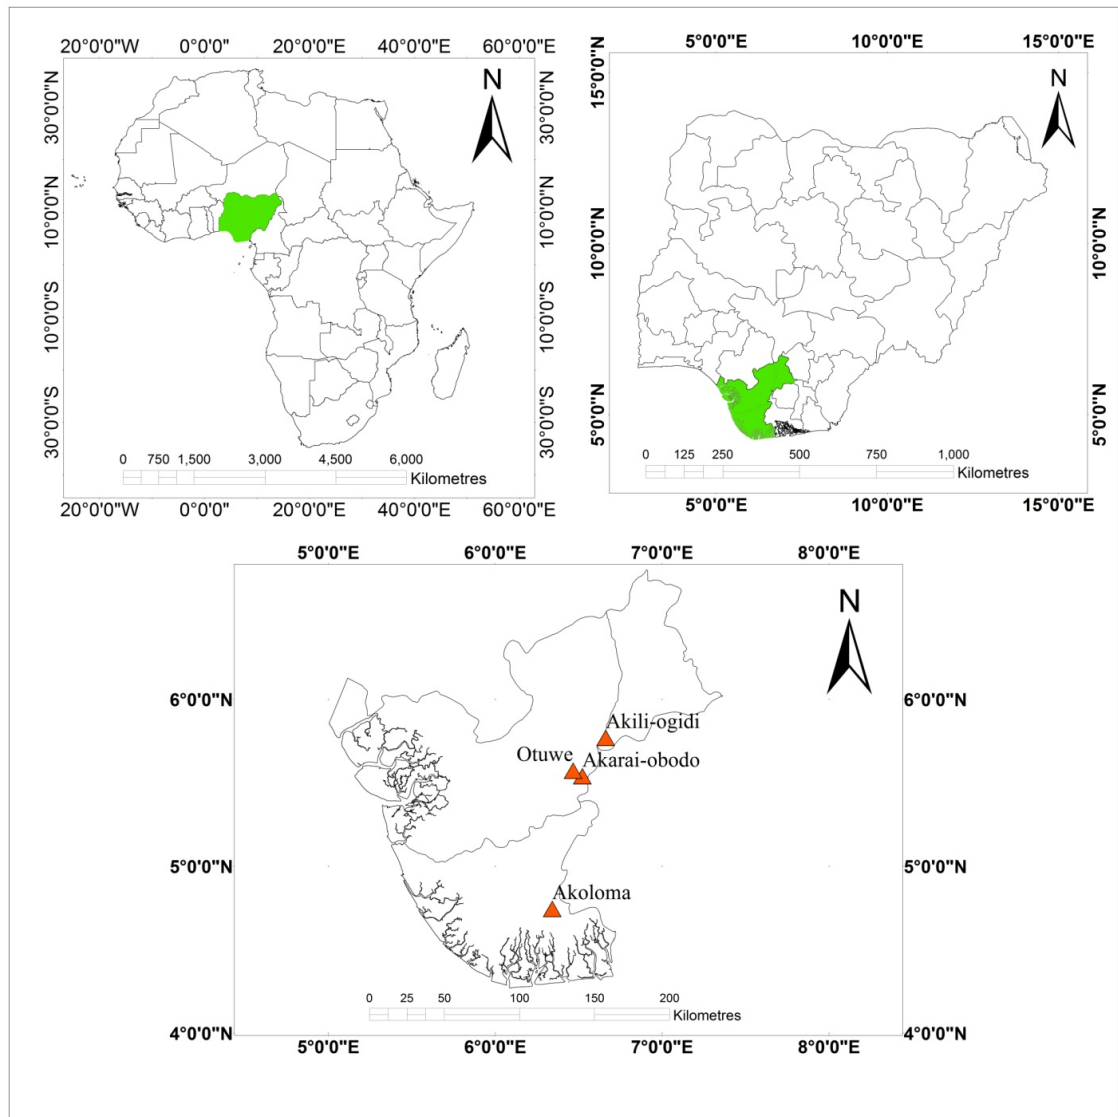 20°0'0"W 0°0'0" 20°0'0"E 40°0'0"E 60°0'0"E
30°0'0"N
10°0'0"N
10°0'0"S
30°0'0"S
N
30°0'0"N
10°0'0"N
10°0'0"S
30°0'0"S
0 750 1,500 3,000 4,500 6,000
Kilometres
20°0'0"W 0°0'0" 20°0'0"E 40°0'0"E 60°0'0"E
5°0'0"E 10°0'0"E 15°0'0"E
15°0'0"N
10°0'0"N
5°0'0"N
N
10°0'0"N
5°0'0"N
0 125 250 500 750 1,000
Kilometres
5°0'0"E 10°0'0"E 15°0'0"E
5°0'0"E 6°0'0"E 7°0'0"E 8°0'0"E
N
6°0'0"N 6°0'0"N
Akili-ogidi
Otuwe
Akarai-obodo
5°0'0"N 5°0'0"N
Akoloma
0 25 50 100 150 200
Kilometres
4°0'0"N 4°0'0"N
5°0'0"E 6°0'0"E 7°0'0"E 8°0'0"E